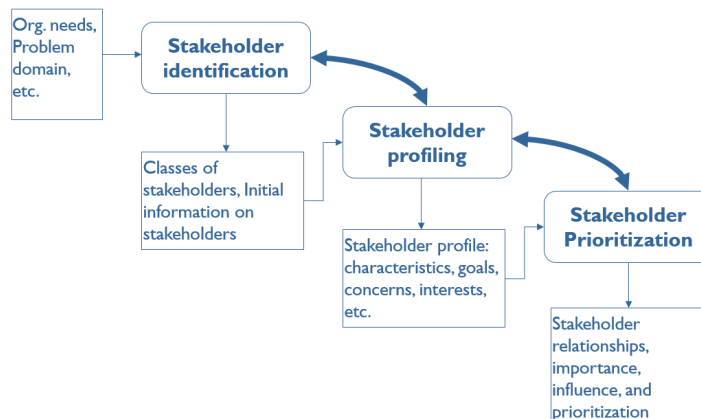 Org. needs,
Problem
domain,
etc.
Stakeholder
identification
Classes of
stakeholders, Initial
information on
stakeholders
Stakeholder
profiling
Stakeholder profile:
characteristics, goals,
concerns, interests,
etc.
Stakeholder
Prioritization
Stakeholder
relationships,
importance,
influence, and
prioritization